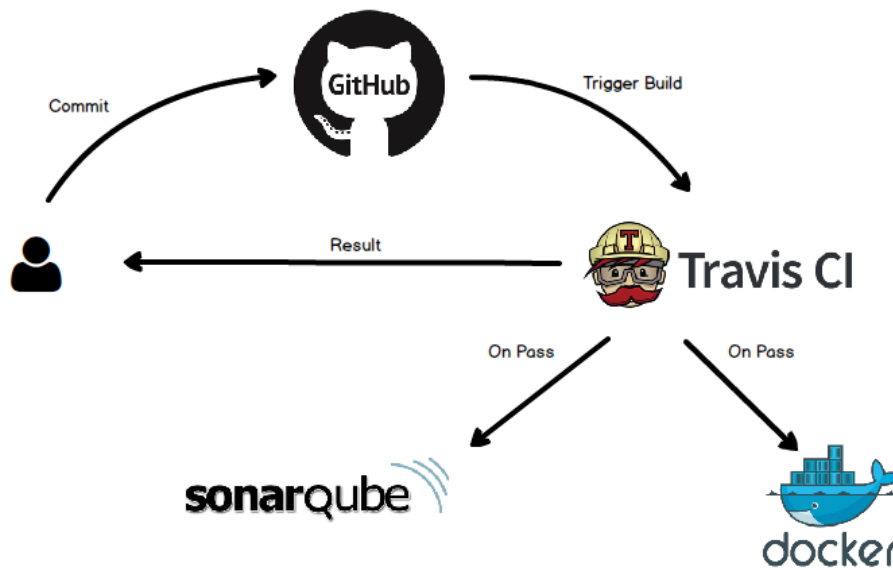 GitHub
Commit
Trigger Build
Result
T
Travis CI
On Pass
On Pass
sonarqube
docker